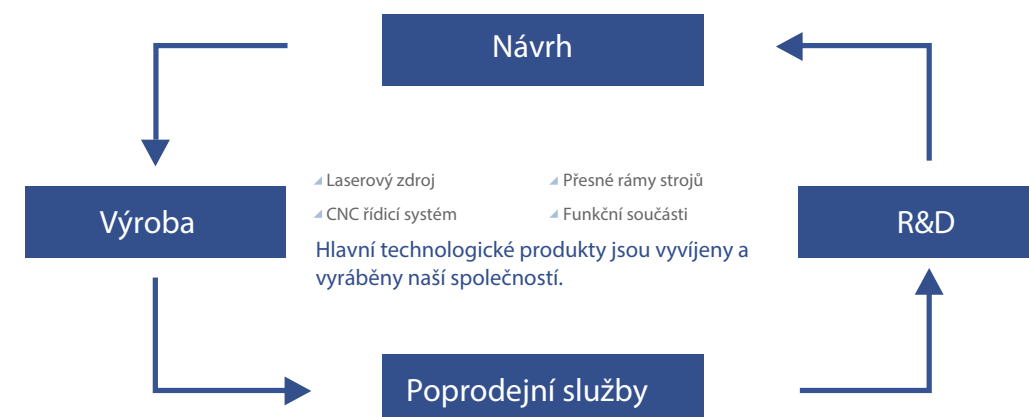 Návrh
Laserový zdroj
Přesné rámy strojů
Výroba
CNC řídicí systém
Funkční součásti
R&D
Hlavní technologické produkty jsou vyvíjeny a
vyráběny naší společností.
Poprodejní služby